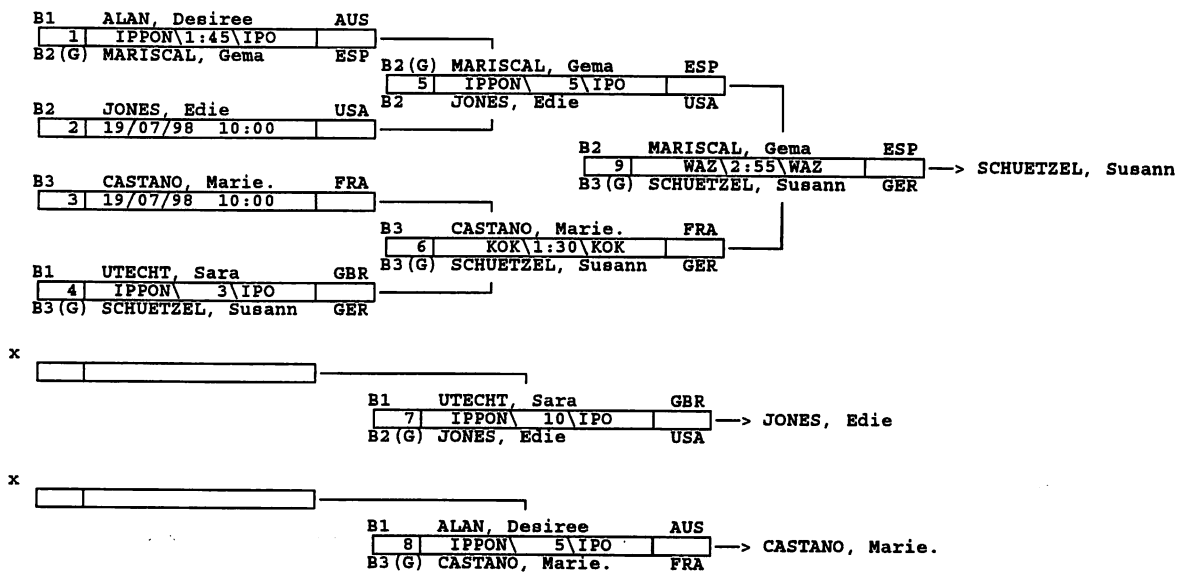 B1 ALAN, Desiree AUS
1 IPPON\1:45\IPO
B2(G) MARISCAL, Gema ESP
B2(G) MARISCAL, Gema ESP
5 IPPON\ 5\IPO
B2 JONES, Edie USA
B2 JONES, Edie USA
2 19/07/98 10:00
B2 MARISCAL, Gema ESP
9 WAZ\2:55\WAZ —> SCHUETZEL, Susann
B3(G) SCHUETZEL, Susann GER
B3 CASTANO, Marie. FRA
3 19/07/98 10:00
B3 CASTANO, Marie. FRA
6 KOK\1:30\KOK
B3(G) SCHUETZEL, Susann GER
B1 UTECHT, Sara GBR
4 IPPON\ 3\IPO
B3(G) SCHUETZEL, Susann GER
x
B1 UTECHT, Sara GBR
7 IPPON\ 10\IPO —> JONES, Edie
B2(G) JONES, Edie USA
x
B1 ALAN, Desiree AUS
8 IPPON\ 5\IPO —> CASTANO, Marie.
B3(G) CASTANO, Marie. FRA